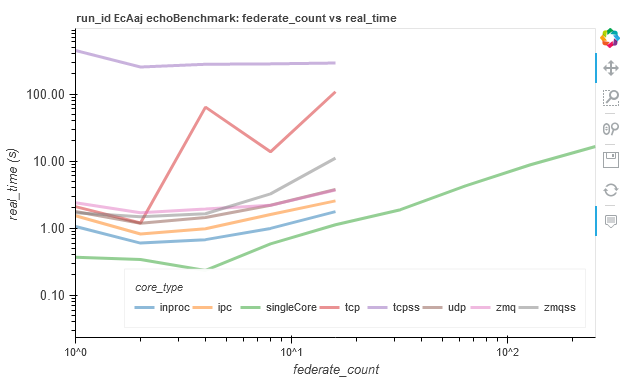 run_id EcAaj echoBenchmark: federate_count vs real_time
real_time (s)
100.00
10.00
1.00
0.10
core_type
inproc ipc singleCore tcp tcpss udp zmq zmqss
10^0 10^1 10^2
federate_count